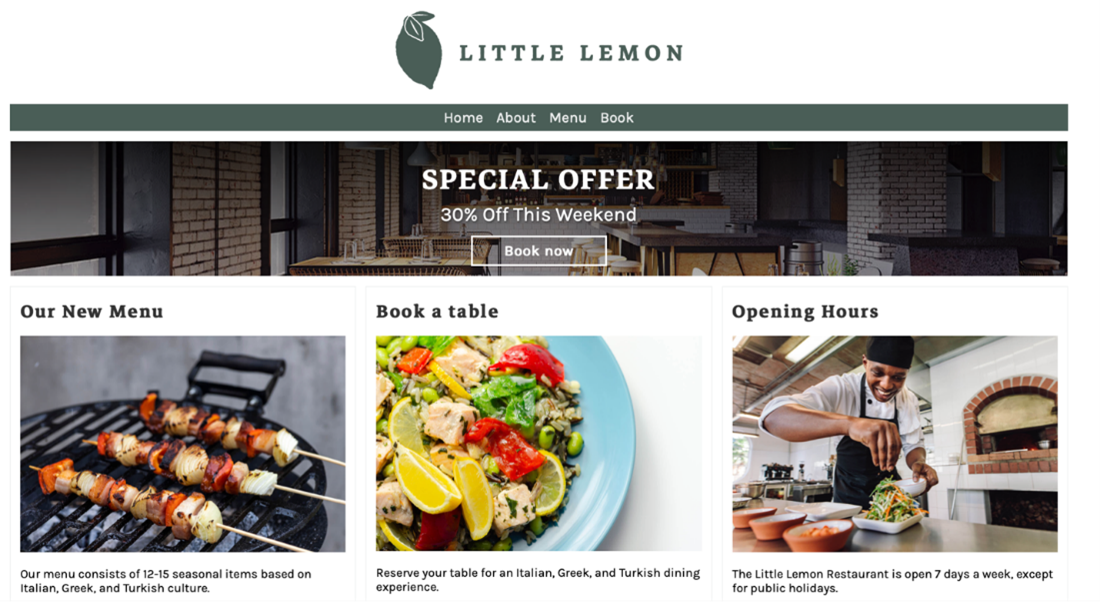 LITTLE LEMON
Home About Menu Book
SPECIAL OFFER
30% Off This Weekend
Book now
Our New Menu
Our menu consists of 12-15 seasonal items based on
Italian, Greek, and Turkish culture.
Book a table
Reserve your table for an Italian, Greek, and Turkish dining
experience.
Opening Hours
The Little Lemon Restaurant is open 7 days a week, except
for public holidays.